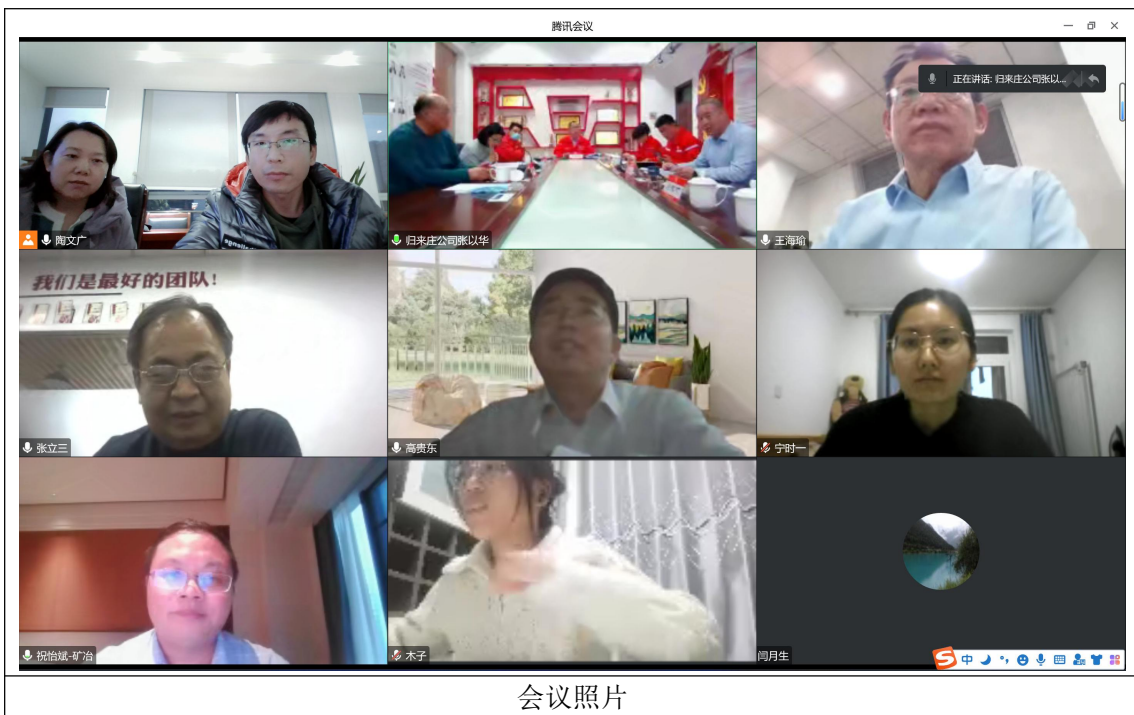 腾讯会议
正在讲话: 归来庄公司张以...
陶文广
归来庄公司张以华
王海瑜
我们是最好的团队!
张立三
高贵东
宁时一
祝怡斌-矿冶
木子
闫月生
中
会议照片